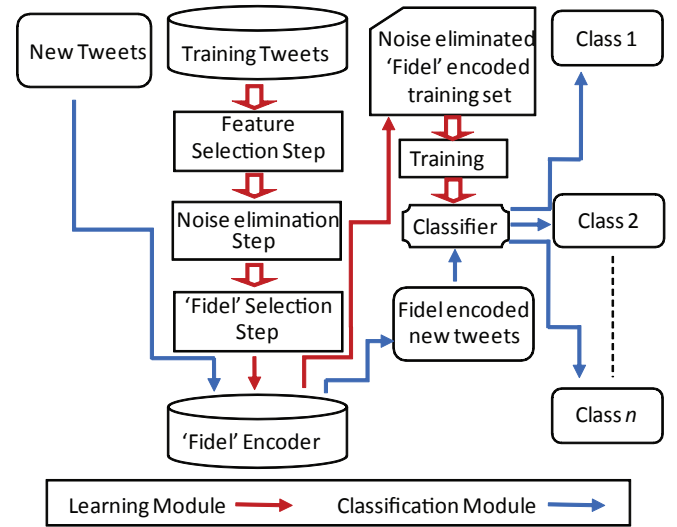 New Tweets
Training Tweets
Feature
Selection Step
Noise elimination
Step
‘Fidel’ Selection
Step
‘Fidel’ Encoder
Noise eliminated
‘Fidel’ encoded
training set
Training
Classifier
Fidel encoded
new tweets
Class 1
Class 2
Class n
Learning Module
Classification Module